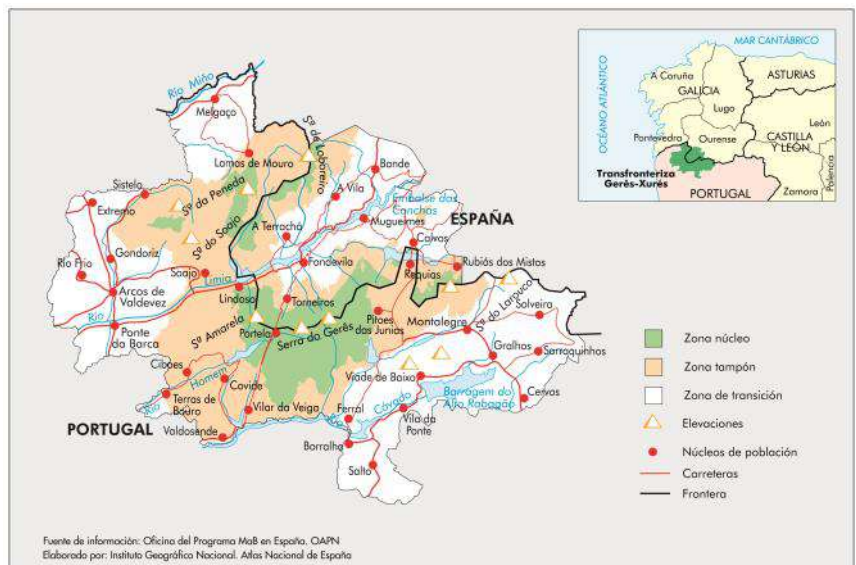 Río Miño
Melgaço
Sª de Laboreiro
Lamas de Mouro
Bande
Sistelo
Sª da Peneda
A Vila
Embalse das
Conchas
Extremo
Sª do Soajo
A Terrachá
Mugueimes
ESPAÑA
Gondoriz
Calvos
Rubiás dos Mistos
Río Frio
Soajo
Fondevila
Requias
Limia
Arcos de
Valdevez
Lindoso
Torneiros
Sª do Larouco
Solveira
Río
Sª Amarela
Pitões
das Junias
Montalegre
Ponte
da Barca
Portela
Serra do Gerês
Gralhos
Sarraquinhos
Cibões
Homem
Covide
Viade de Baixo
Río
Terras de
Bouro
Cávado
Barragem do
Alto Rabagão
Cervos
Vilar da Veiga
Ferral
Vila da
Ponte
PORTUGAL
Valdosende
Borralha
Salto
MAR CANTÁBRICO
OCÉANO ATLÁNTICO
A Coruña
ASTURIAS
GALICIA
Lugo
León
Pontevedra
Ourense
CASTILLA
Y LEÓN
Palencia
Transfronteriza
Gerês-Xurés
PORTUGAL
Zamora
Zona núcleo
Zona tampón
Zona de transición
Elevaciones
Núcleos de población
Carreteras
Frontera
Fuente de información: Oficina del Programa MaB en España. OAPN
Elaborado por: Instituto Geográfico Nacional. Atlas Nacional de España